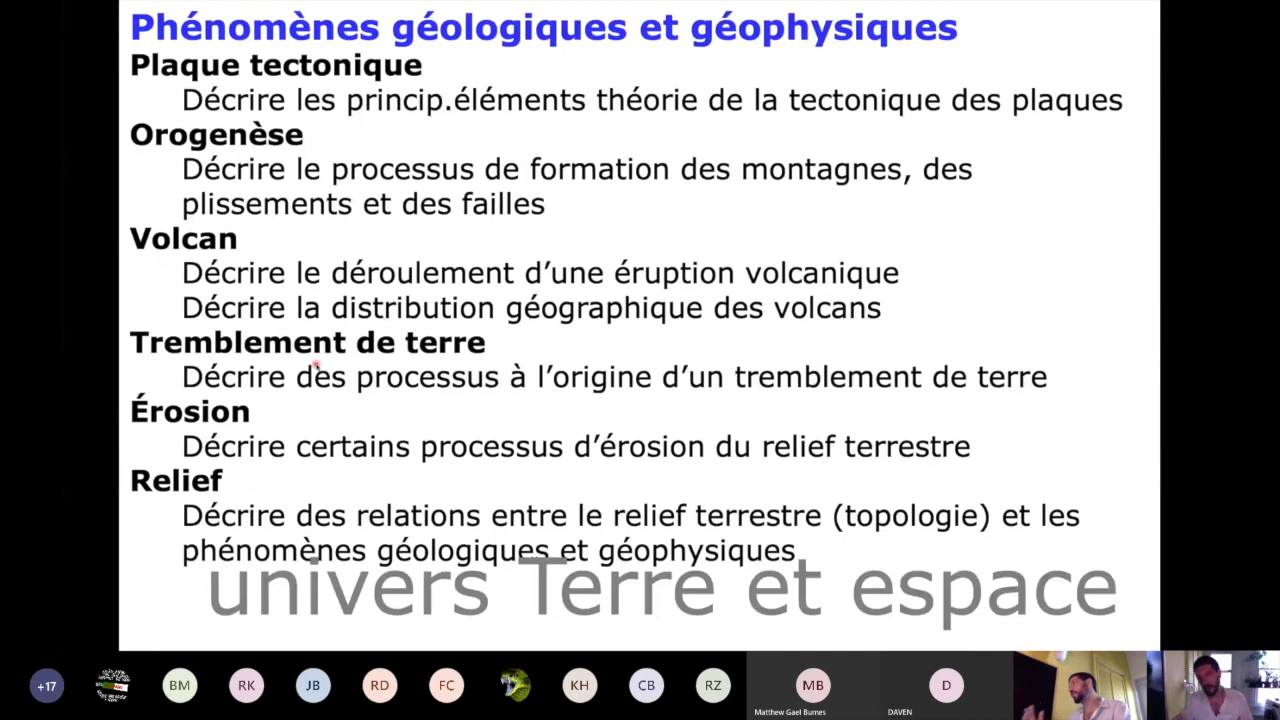 Phénomènes géologiques et géophysiques
Plaque tectonique
Décrire les princip.éléments théorie de la tectonique des plaques
Orogenèse
Décrire le processus de formation des montagnes, des
plissements et des failles
Volcan
Décrire le déroulement d’une éruption volcanique
Décrire la distribution géographique des volcans
Tremblement de terre
Décrire des processus à l’origine d’un tremblement de terre
Érosion
Décrire certains processus d’érosion du relief terrestre
Relief
Décrire des relations entre le relief terrestre (topologie) et les
phénomènes géologiques et géophysiques
univers Terre et espace
+17 BM RK JB RD FC KH CB RZ MB D
Matthew Gael Burnes DAVEN